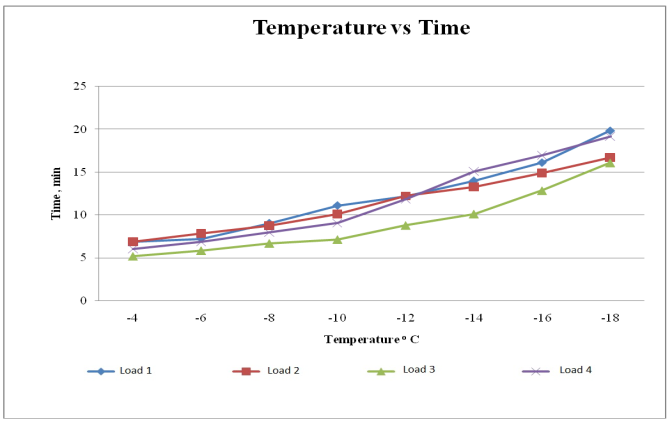 Temperature vs Time
25
20
15
10
5
0
Time, min
-4 -6 -8 -10 -12 -14 -16 -18
Temperature º C
Load 1 Load 2 Load 3 Load 4